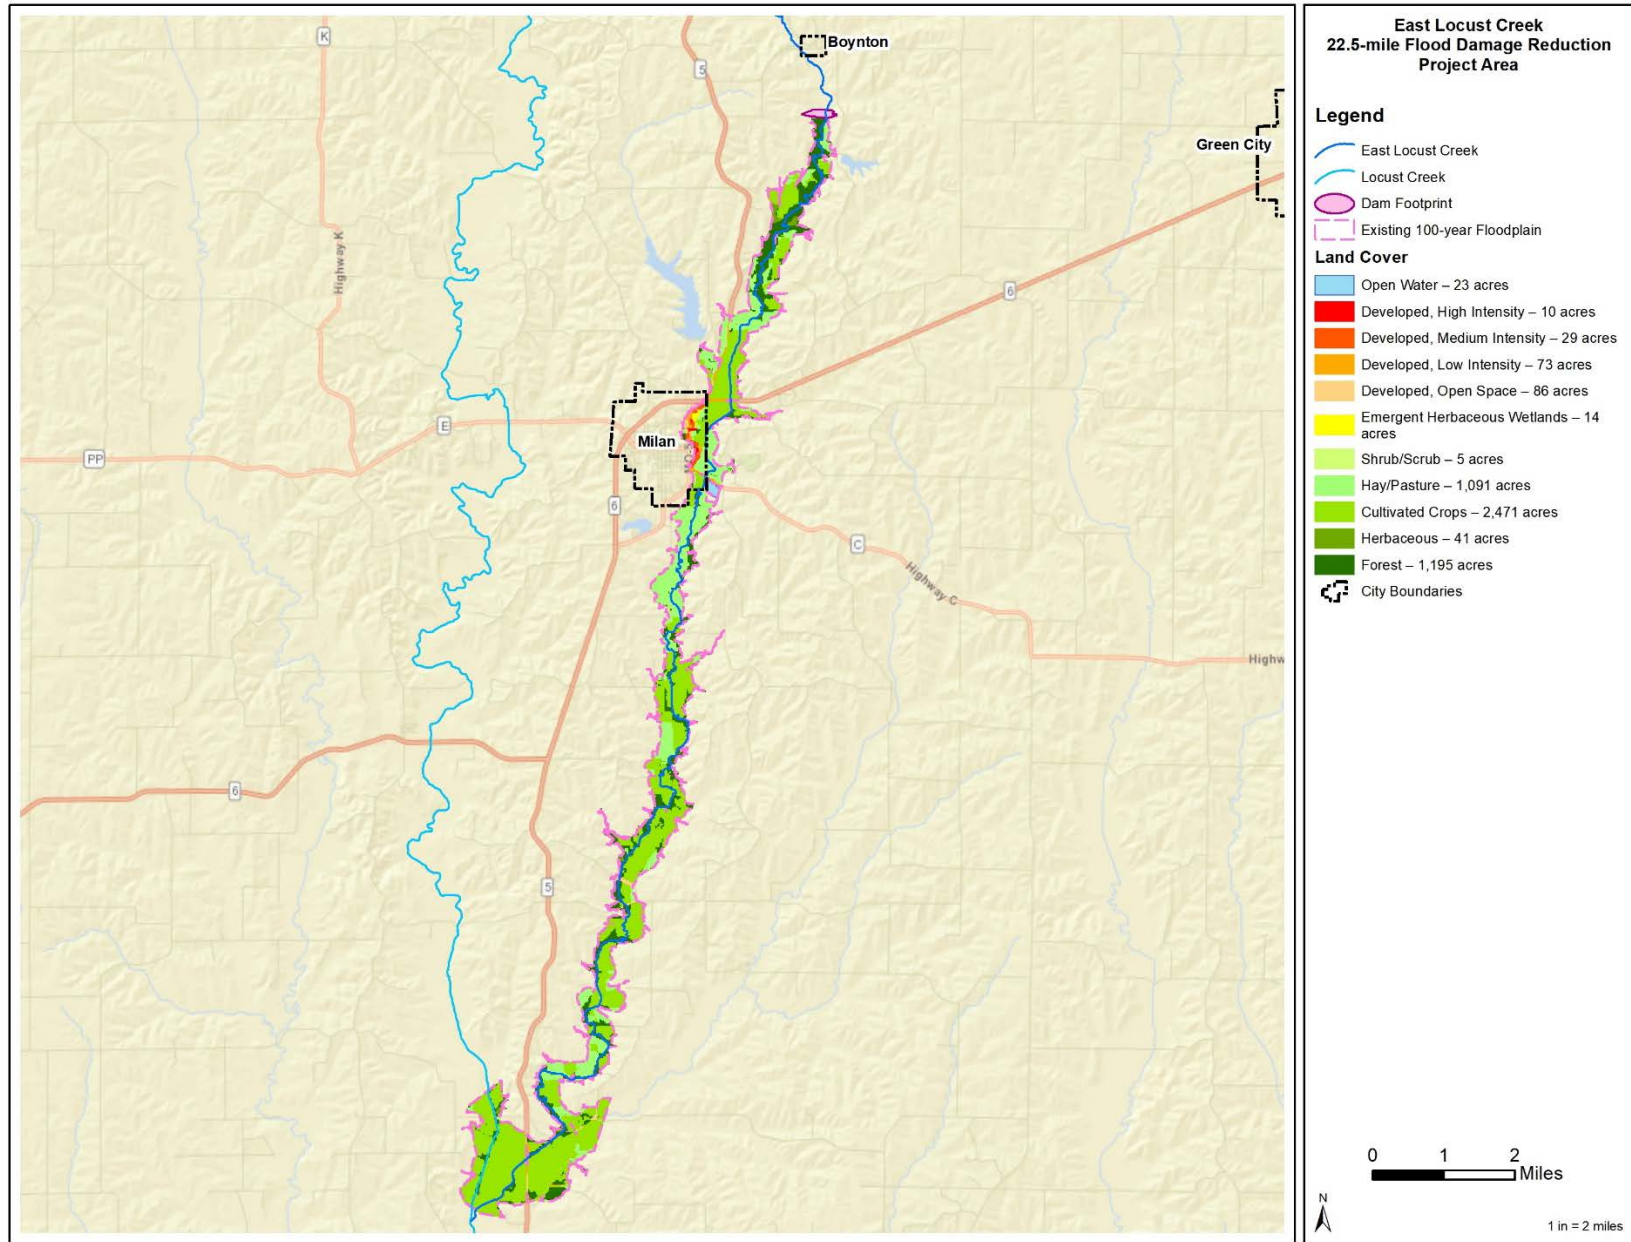 K
Boynton
5
Green City
Highway K
6
E
Milan
PP
6
C
Highway C
Highw
6
5
East Locust Creek
22.5-mile Flood Damage Reduction
Project Area
Legend
East Locust Creek
Locust Creek
Dam Footprint
Existing 100-year Floodplain
Land Cover
Open Water – 23 acres
Developed, High Intensity – 10 acres
Developed, Medium Intensity – 29 acres
Developed, Low Intensity – 73 acres
Developed, Open Space – 86 acres
Emergent Herbaceous Wetlands – 14
acres
Shrub/Scrub – 5 acres
Hay/Pasture – 1,091 acres
Cultivated Crops – 2,471 acres
Herbaceous – 41 acres
Forest – 1,195 acres
City Boundaries
0 1 2
Miles
N
1 in = 2 miles